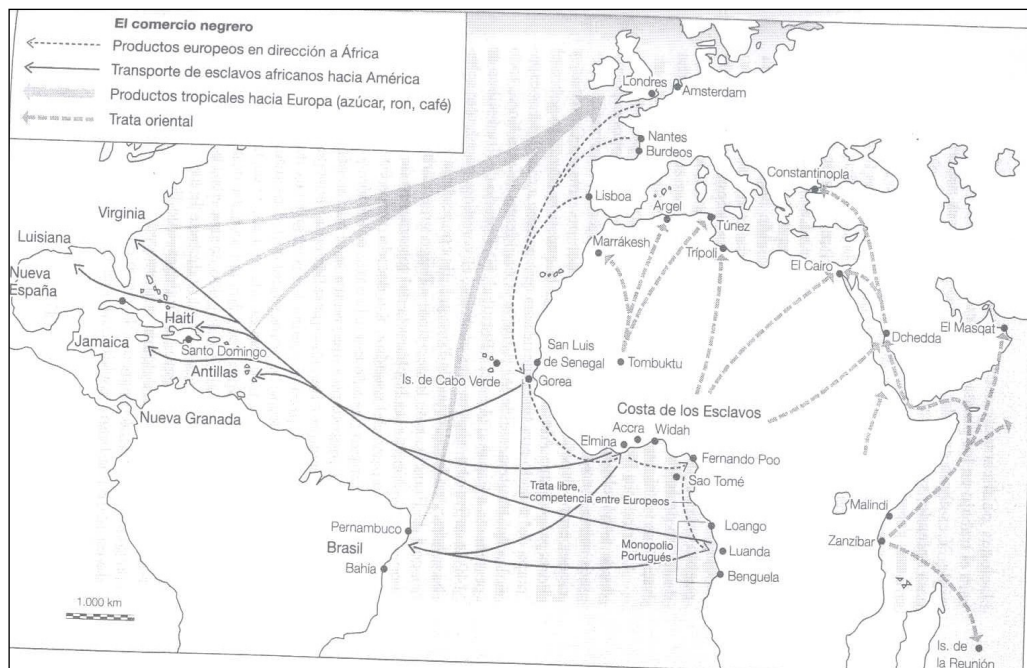 El comercio negrero
Productos europeos en dirección a África
Transporte de esclavos africanos hacia América
Productos tropicales hacia Europa (azúcar, ron, café)
Trata oriental
Londres
Amsterdam
Nantes
Burdeos
Constantinopla
Lisboa
Argel
Túnez
Virginia
Marrákesh
Trípoli
Luisiana
El Cairo
Nueva
España
Haití
El Masqat
Dchedda
Jamaica
Santo Domingo
San Luis
de Senegal
Tombuktu
Antillas
Is. de Cabo Verde
Gorea
Nueva Granada
Costa de los Esclavos
Accra
Widah
Elmina
Fernando Poo
Trata libre,
competencia entre Europeos
Sao Tomé
Malindi
Pernambuco
Loango
Brasil
Monopolio
Portugués
Luanda
Zanzíbar
Bahía
Benguela
1.000 km
Is. de
la Reunión